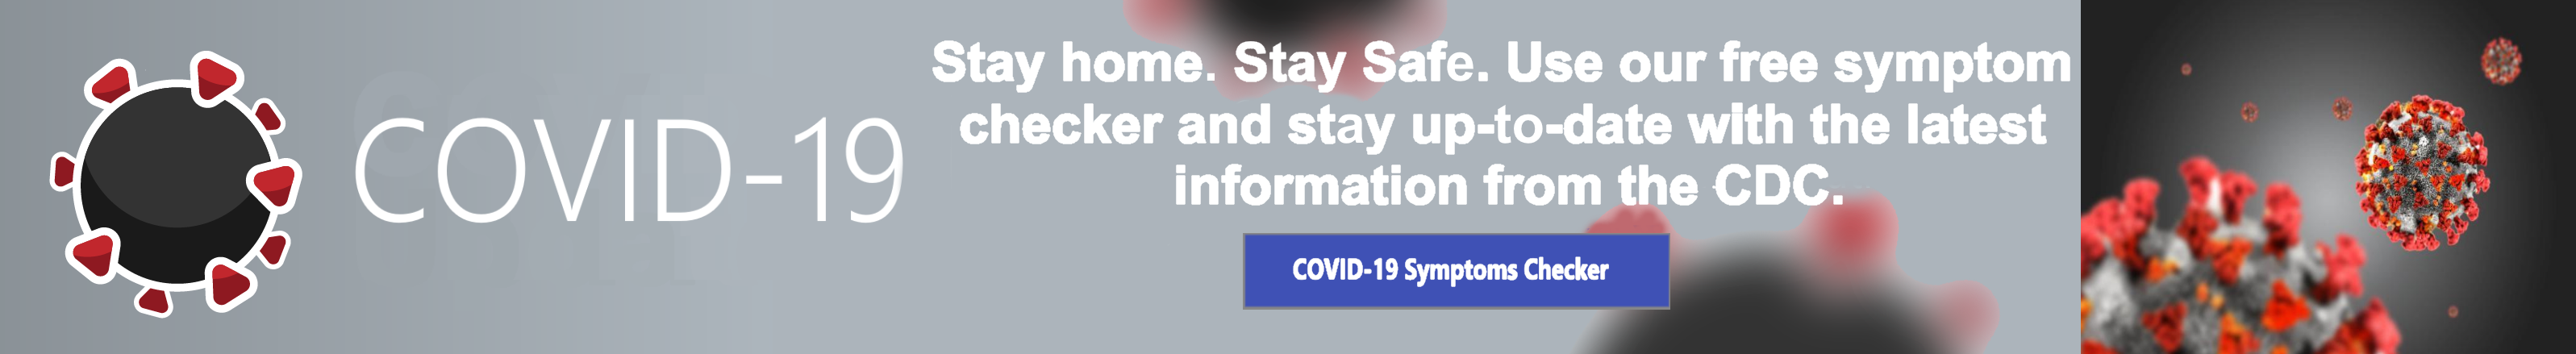 COVID-19
Stay home. Stay Safe. Use our free symptom
checker and stay up-to-date with the latest
information from the CDC.
COVID-19 Symptoms Checker